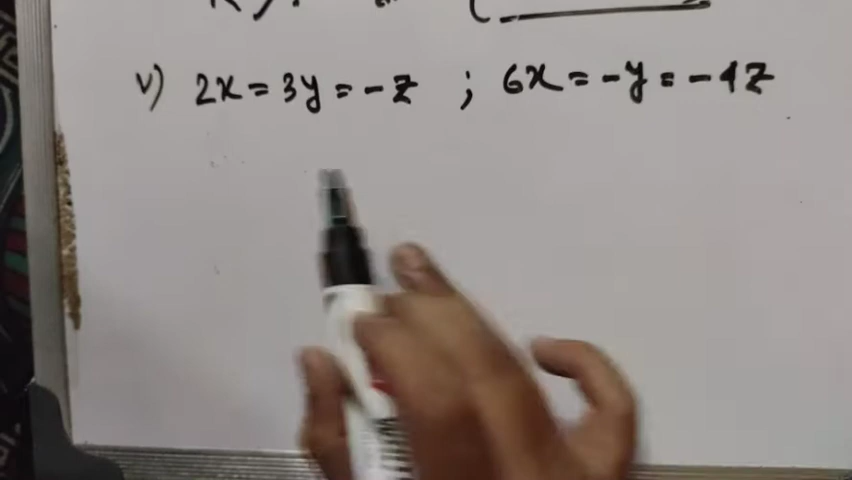 v) 2x = 3y = -z ; 6x = -y = -4z